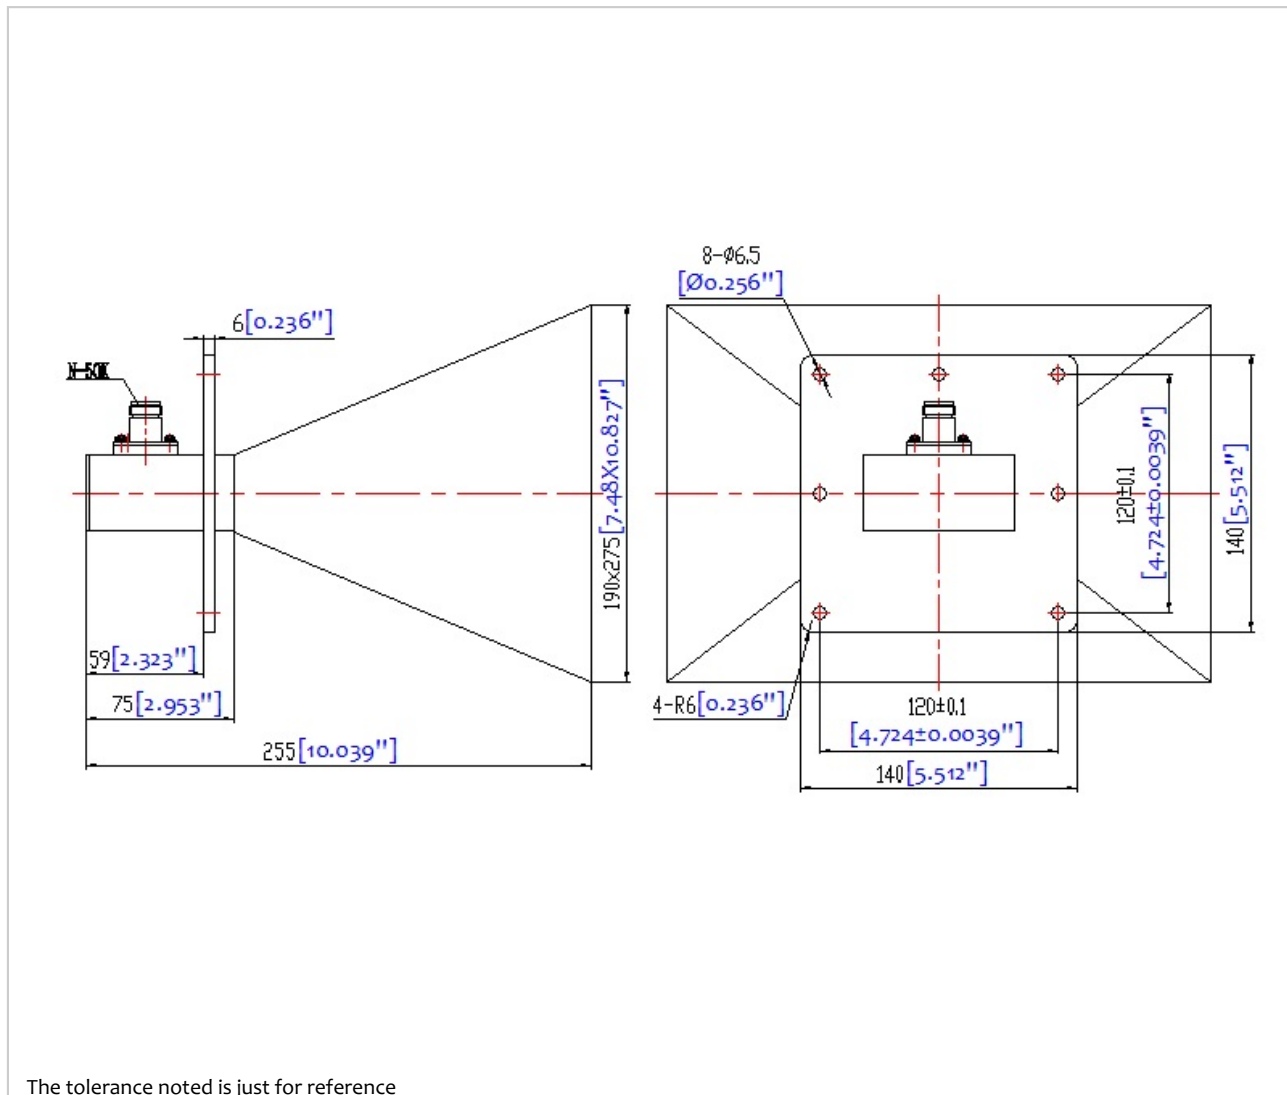 8-Ø6.5
[Ø0.256"]
6[0.236"]
N-50K
190x275[7.48X10.827"]
120±0.1
[4.724±0.0039"]
140[5.512"]
59[2.323"]
75[2.953"]
255[10.039"]
4-R6[0.236"]
120±0.1
[4.724±0.0039"]
140[5.512"]
The tolerance noted is just for reference